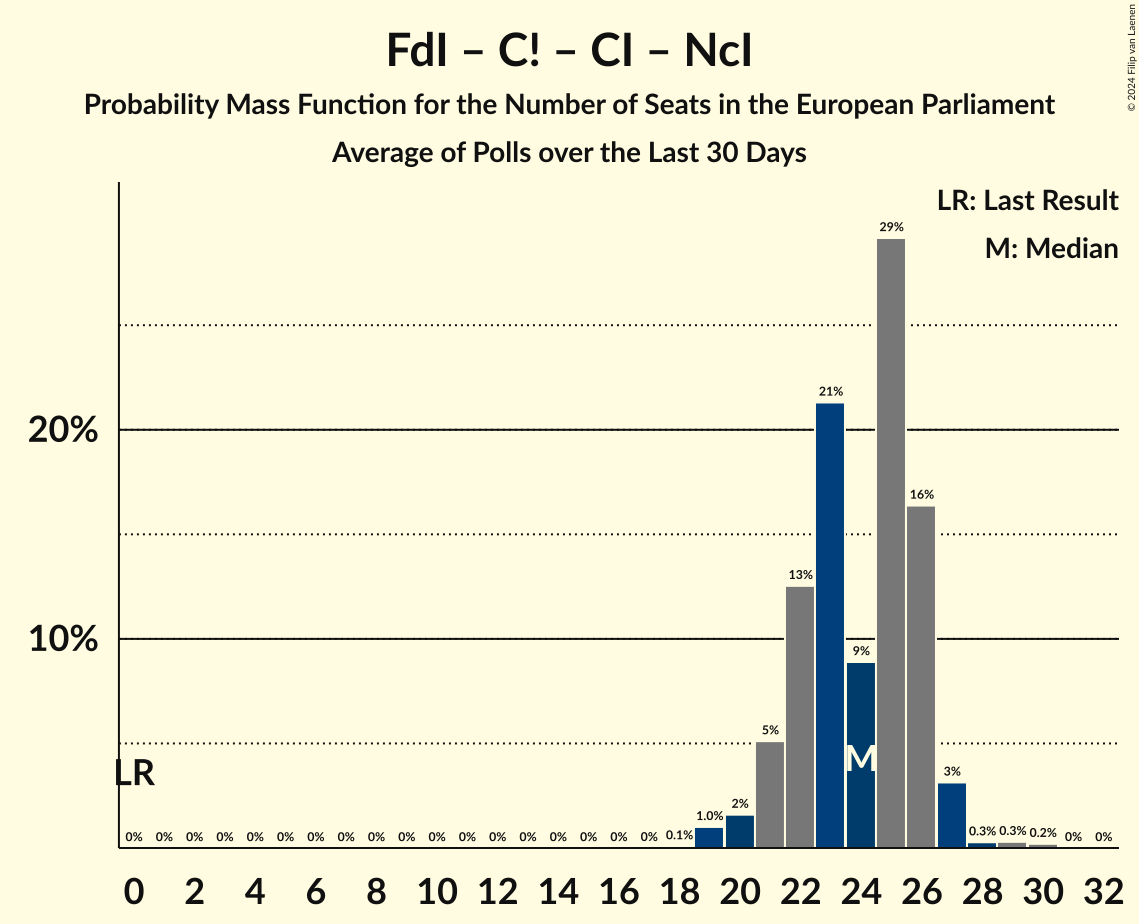 FdI – C! – CI – NcI
Probability Mass Function for the Number of Seats in the European Parliament
Average of Polls over the Last 30 Days
© 2024 Filip van Laenen
LR: Last Result
M: Median
29%
21%
20%
16%
13%
10%
9%
5%
M
LR
3%
2%
1.0%
0% 0% 0% 0% 0% 0% 0% 0% 0% 0% 0% 0% 0% 0% 0% 0% 0% 0% 0.1% 0.3% 0.3% 0.2% 0% 0%
0 2 4 6 8 10 12 14 16 18 20 22 24 26 28 30 32